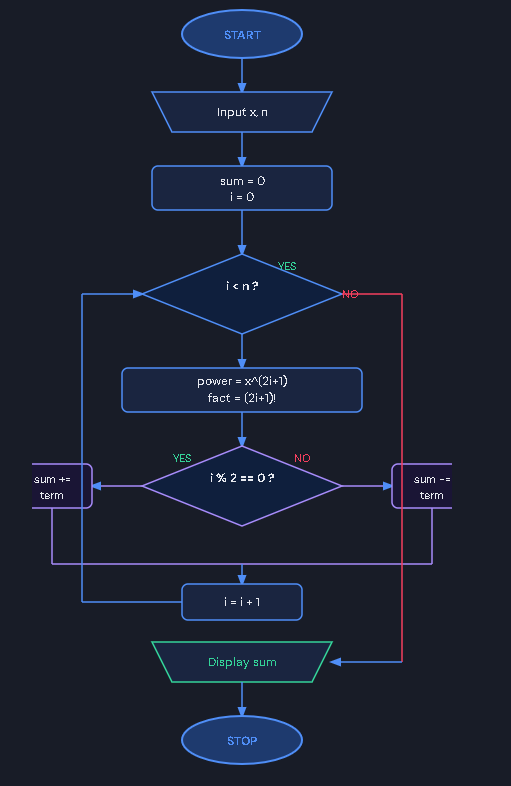 START
Input x, n
sum = 0
i = 0
YES
i < n ?
NO
power = x^(2i+1)
fact = (2i+1)!
YES
NO
i % 2 == 0 ?
sum +=
term
sum -=
term
i = i + 1
Display sum
STOP